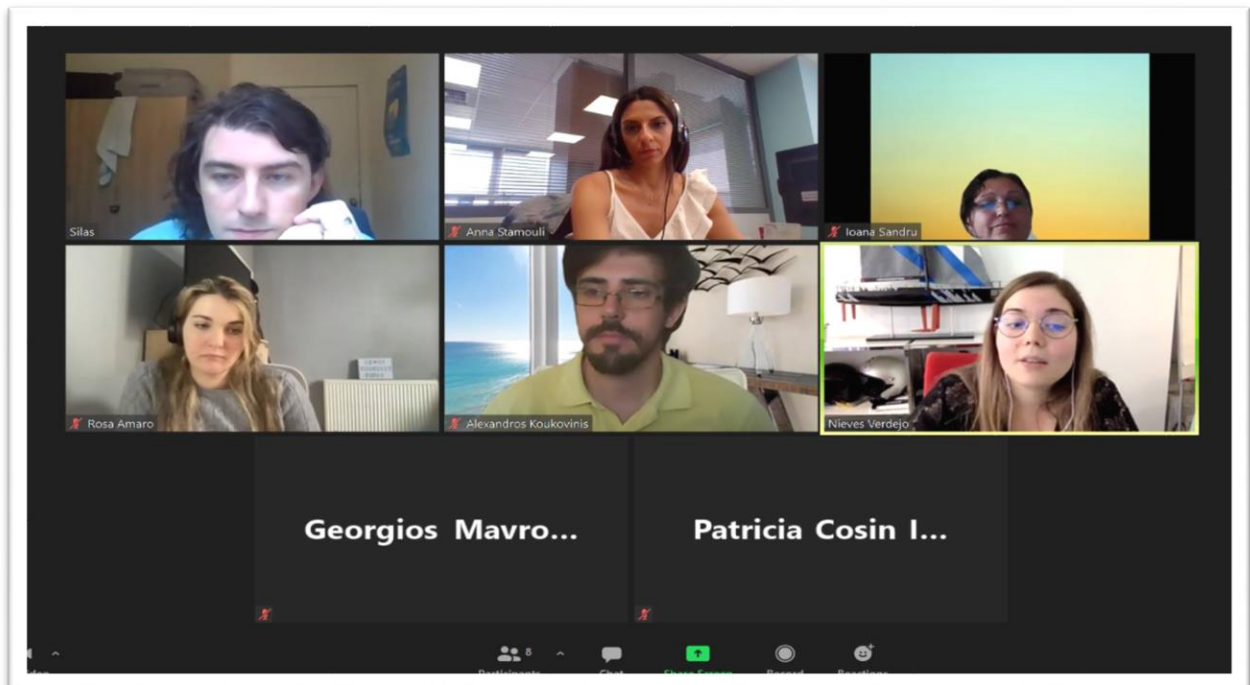 Silas
Anna Stamouli
Ioana Sandru
Rosa Amaro
Alexandros Koukovinis
Nieves Verdejo
Georgios Mavro...
Patricia Cosin I...
8
Participants
Chat
Share Screen
Record
Reactions